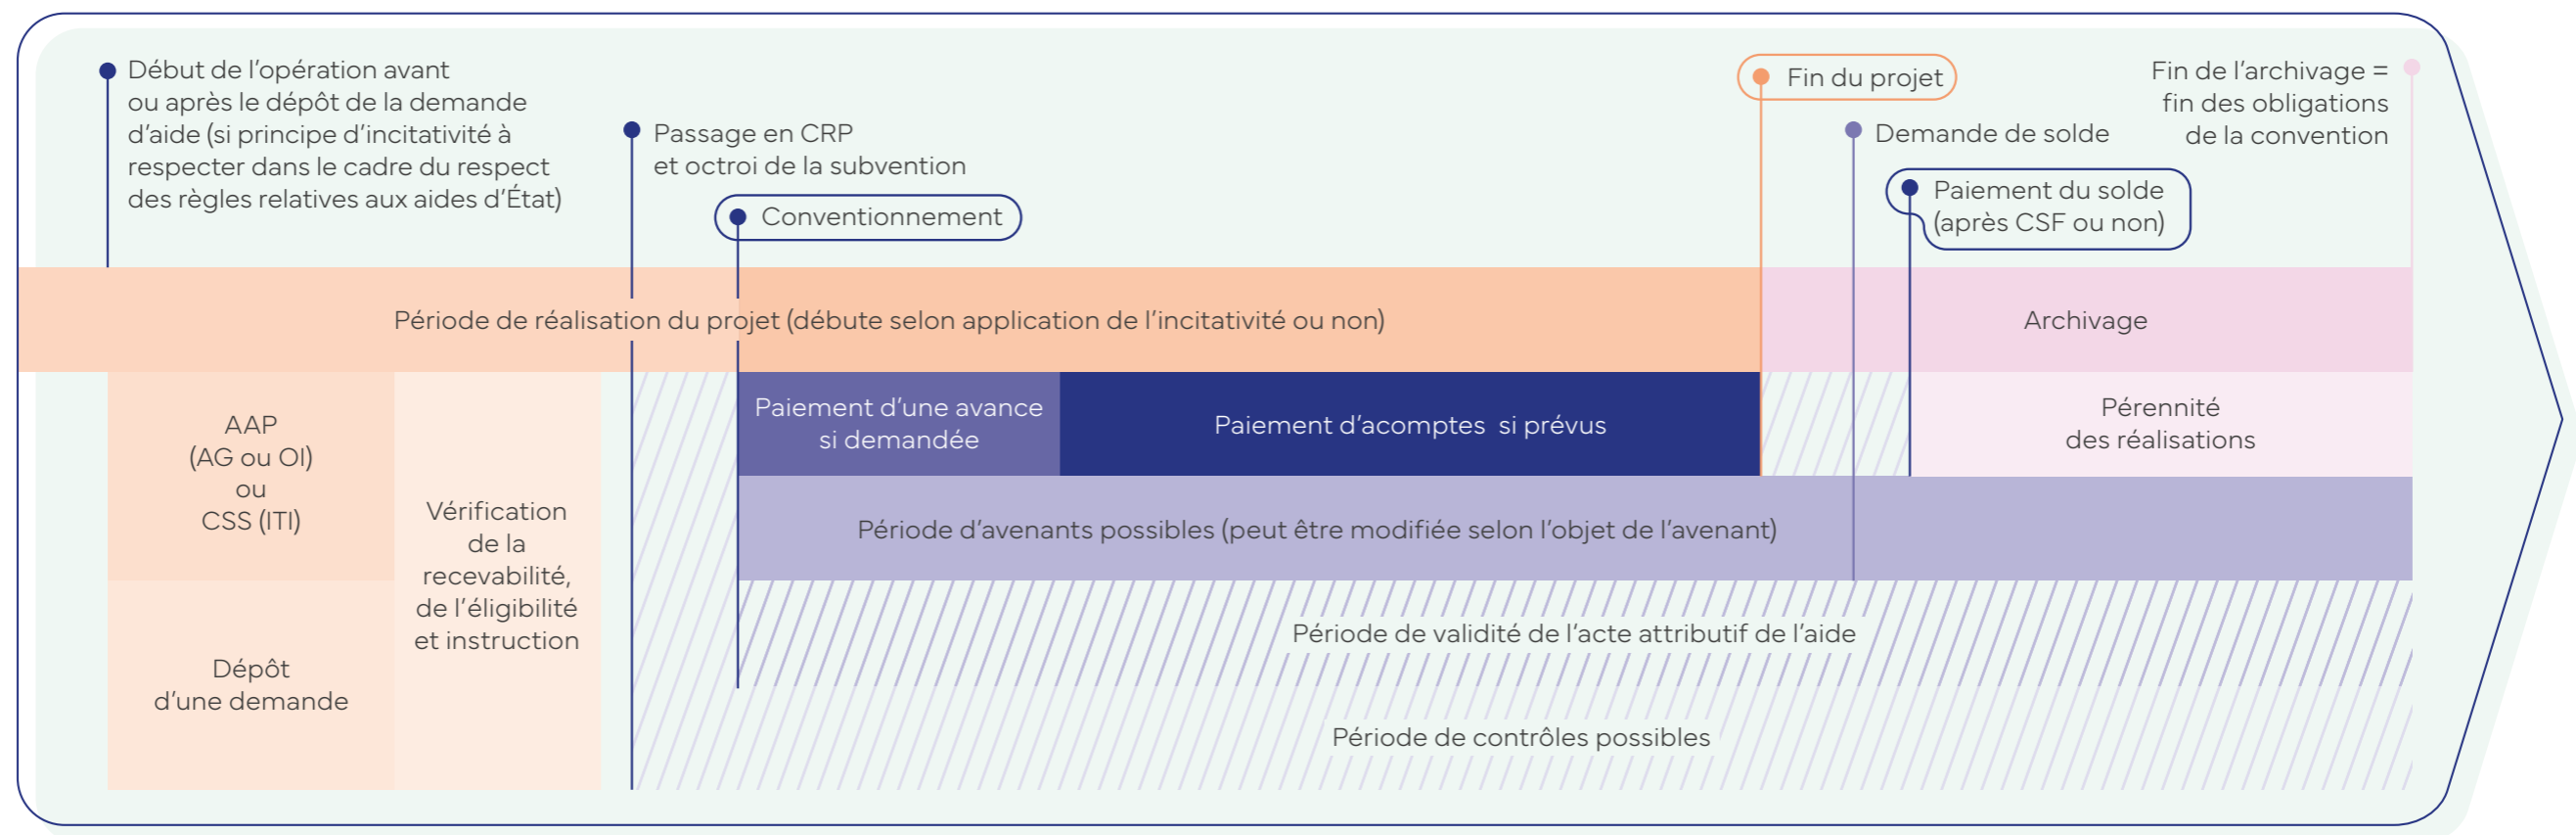 Début de l'opération avant
ou après le dépôt de la demande
d'aide (si principe d'incitativité à
respecter dans le cadre du respect
des règles relatives aux aides d'État)
Passage en CRP
et octroi de la subvention
Conventionnement
Fin du projet
Demande de solde
Paiement du solde
(après CSF ou non)
Fin de l'archivage =
fin des obligations
de la convention
Période de réalisation du projet (débute selon application de l'incitativité ou non)
Archivage
AAP
(AG ou OI)
ou
CSS (ITI)
Dépôt
d'une demande
Vérification
de la
recevabilité,
de l'éligibilité
et instruction
Paiement d'une avance
si demandée
Paiement d'acomptes si prévus
Pérennité
des réalisations
Période d'avenants possibles (peut être modifiée selon l'objet de l'avenant)
Période de validité de l'acte attributif de l'aide
Période de contrôles possibles